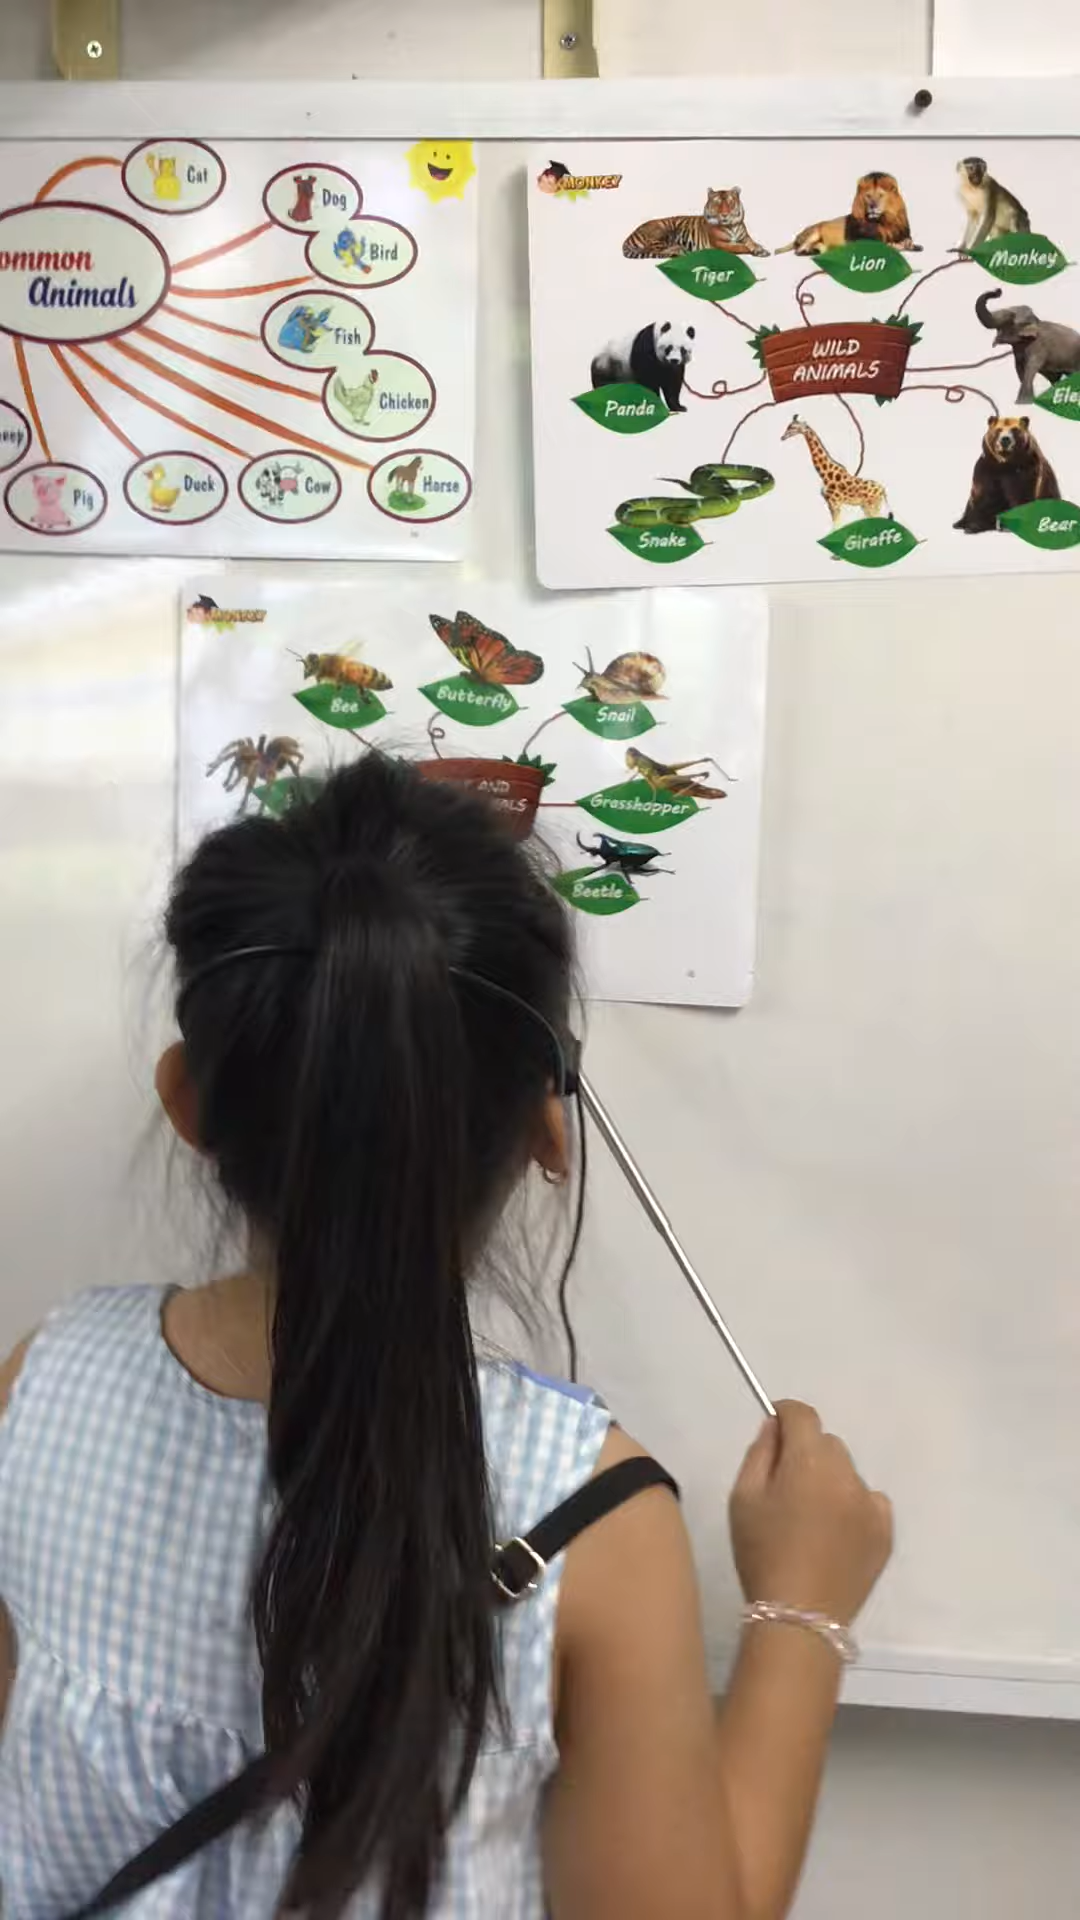 Cat
Dog
Bird
Animals
Fish
Chicken
Pig
Duck
Cow
Horse
MONKEY
Tiger
Lion
Monkey
WILD
ANIMALS
Panda
Snake
Giraffe
Bear
MONKEY
Bee
Butterfly
Snail
AND
Grasshopper
Beetle